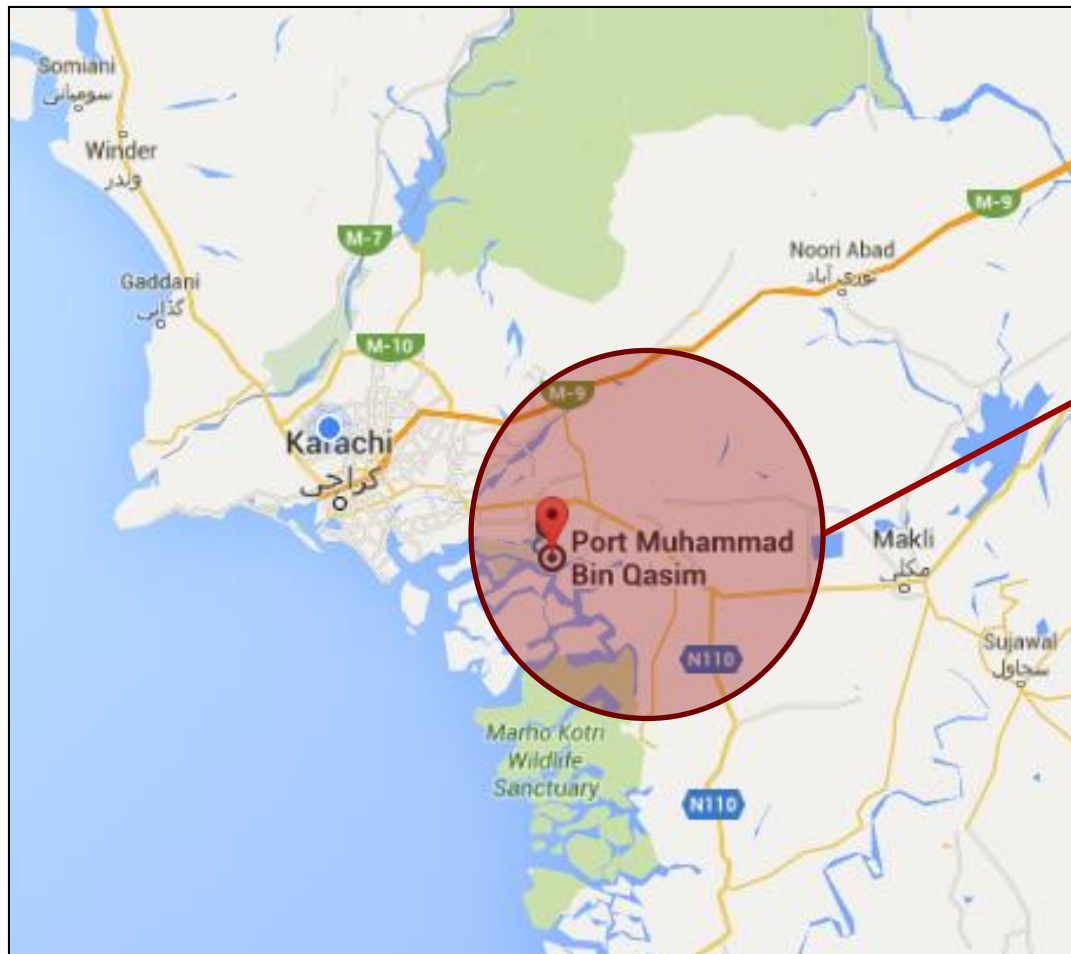 Somiani
سومیانی
Winder
وندر
M-7
M-9
Noori Abad
نوری آباد
Gaddani
گڈانی
M-10
M-9
Karachi
کراچی
Port Muhammad
Bin Qasim
Makli
مکلی
N110
Sujawal
سجاول
Marho Kotri
Wildlife
Sanctuary
N110